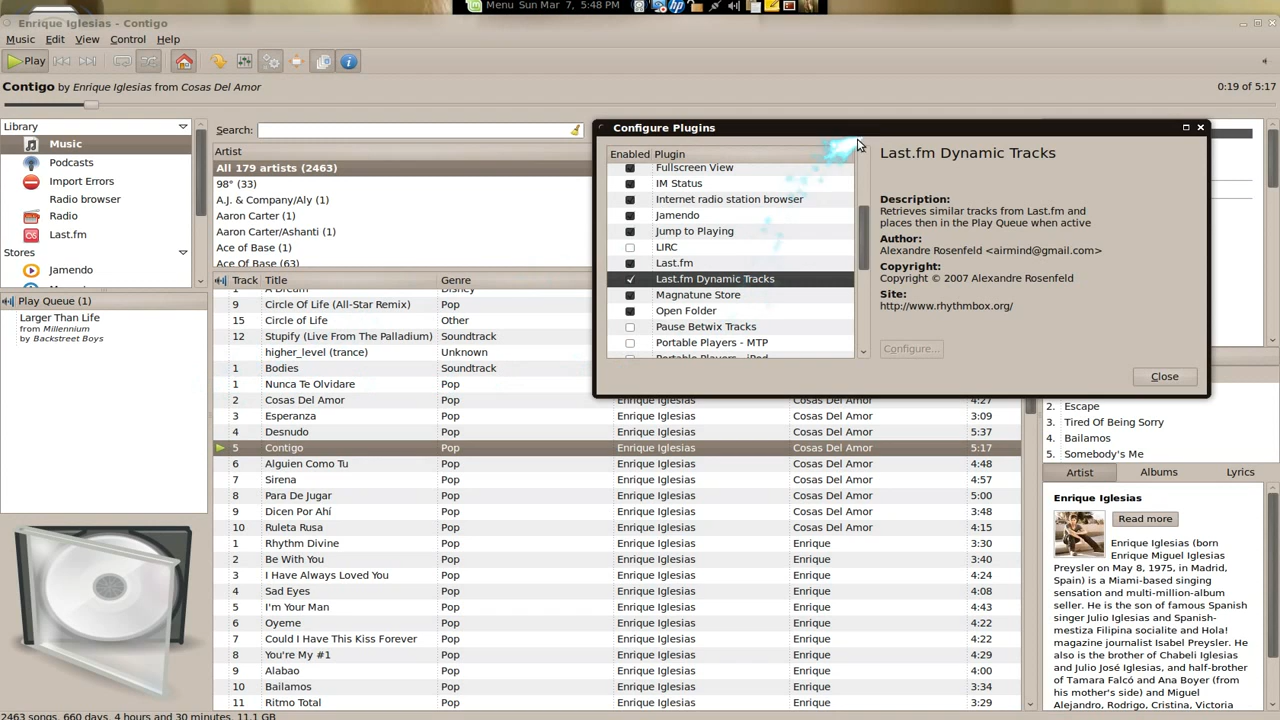 Menu Sun Mar 7, 5:48 PM
Enrique Iglesias - Contigo
Music Edit View Control Help
Play
Contigo by Enrique Iglesias from Cosas Del Amor
0:19 of 5:17
Library
Music
Podcasts
Import Errors
Radio browser
Radio
Last.fm
Stores
Jamendo
Play Queue (1)
Larger Than Life
from Millennium
by Backstreet Boys
Search:
Artist
All 179 artists (2463)
98° (33)
A.J. & Company/Aly (1)
Aaron Carter (1)
Aaron Carter/Ashanti (1)
Ace of Base (1)
Ace Of Base (63)
Track Title Genre
9 Circle Of Life (All-Star Remix) Pop
15 Circle of Life Other
12 Stupify (Live From The Palladium) Soundtrack
higher_level (trance) Unknown
1 Bodies Soundtrack
1 Nunca Te Olvidare Pop
2 Cosas Del Amor Pop Enrique Iglesias Cosas Del Amor 4:27
3 Esperanza Pop Enrique Iglesias Cosas Del Amor 3:09
4 Desnudo Pop Enrique Iglesias Cosas Del Amor 5:37
5 Contigo Pop Enrique Iglesias Cosas Del Amor 5:17
6 Alguien Como Tu Pop Enrique Iglesias Cosas Del Amor 4:48
7 Sirena Pop Enrique Iglesias Cosas Del Amor 4:57
8 Para De Jugar Pop Enrique Iglesias Cosas Del Amor 5:00
9 Dicen Por Ahí Pop Enrique Iglesias Cosas Del Amor 3:48
10 Ruleta Rusa Pop Enrique Iglesias Cosas Del Amor 4:15
1 Rhythm Divine Pop Enrique Iglesias Enrique 3:30
2 Be With You Pop Enrique Iglesias Enrique 3:40
3 I Have Always Loved You Pop Enrique Iglesias Enrique 4:24
4 Sad Eyes Pop Enrique Iglesias Enrique 4:08
5 I'm Your Man Pop Enrique Iglesias Enrique 4:43
6 Oyeme Pop Enrique Iglesias Enrique 4:22
7 Could I Have This Kiss Forever Pop Enrique Iglesias Enrique 4:22
8 You're My #1 Pop Enrique Iglesias Enrique 4:29
9 Alabao Pop Enrique Iglesias Enrique 4:00
10 Bailamos Pop Enrique Iglesias Enrique 3:34
11 Ritmo Total Pop Enrique Iglesias Enrique 3:29
Configure Plugins
Enabled Plugin
Fullscreen View
IM Status
Internet radio station browser
Jamendo
Jump to Playing
LIRC
Last.fm
Last.fm Dynamic Tracks
Magnatune Store
Open Folder
Pause Betwix Tracks
Portable Players - MTP
Portable Players - iPod
Last.fm Dynamic Tracks
Description:
Retrieves similar tracks from Last.fm and
places then in the Play Queue when active
Author:
Alexandre Rosenfeld <airmind@gmail.com>
Copyright:
Copyright © 2007 Alexandre Rosenfeld
Site:
http://www.rhythmbox.org/
Configure...
Close
2. Escape
3. Tired Of Being Sorry
4. Bailamos
5. Somebody's Me
Artist Albums Lyrics
Enrique Iglesias
Read more
Enrique Iglesias (born
Enrique Miguel Iglesias
Preysler on May 8, 1975, in Madrid,
Spain) is a Miami-based singing
sensation and multi-million-album
seller. He is the son of famous Spanish
singer Julio Iglesias and Spanish-
mestiza Filipina socialite and Hola!
magazine journalist Isabel Preysler. He
also is the brother of Chabeli Iglesias
and Julio José Iglesias, and half-brother
of Tamara Falcó and Ana Boyer (from
his mother's side) and Miguel
Alejandro, Rodrigo, Cristina, Victoria
2463 songs, 660 days, 4 hours and 30 minutes, 11.1 GB